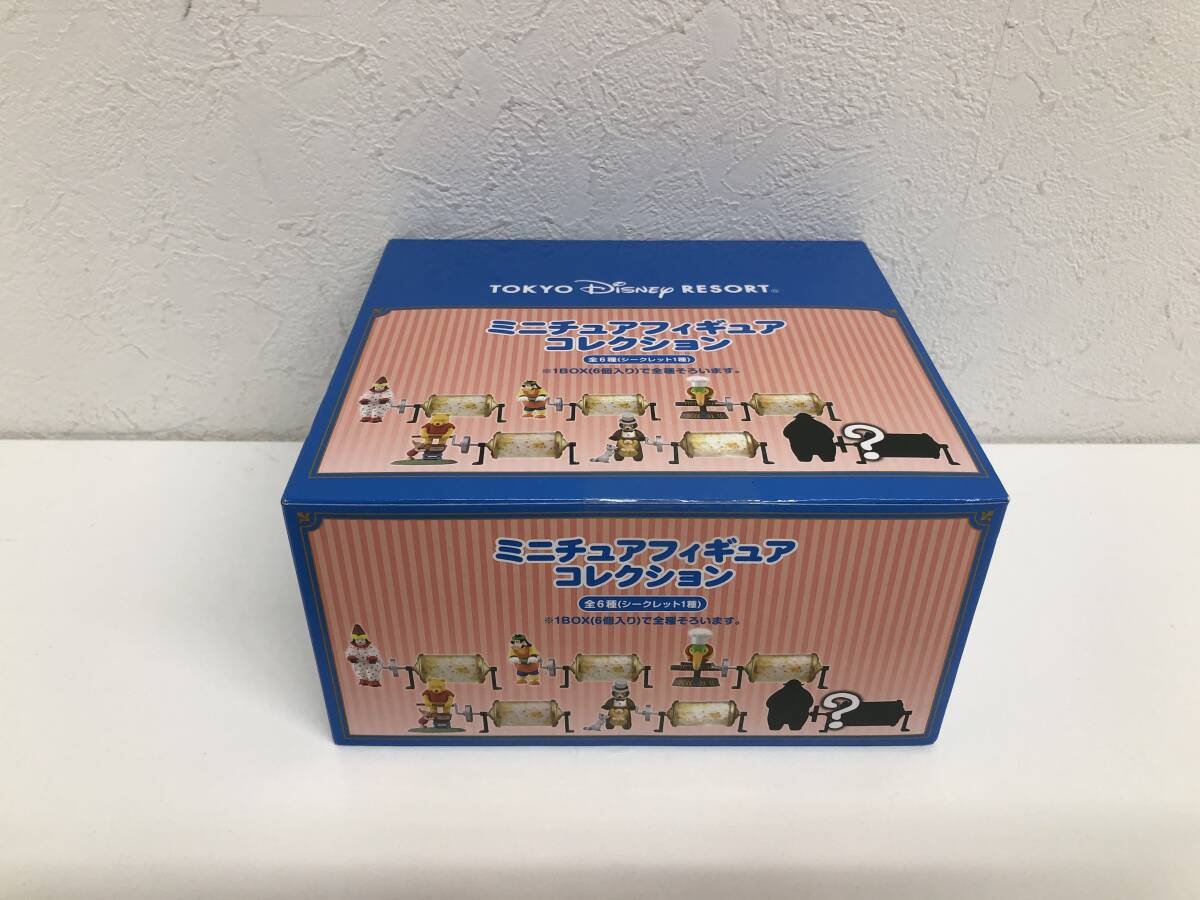 TOKYO Disney RESORT®
ミニチュアフィギュア
コレクション
全6種(シークレット1種)
※1BOX(6個入り)で全種そろいます。
?
ミニチュアフィギュア
コレクション
全6種(シークレット1種)
※1BOX(6個入り)で全種そろいます。
?